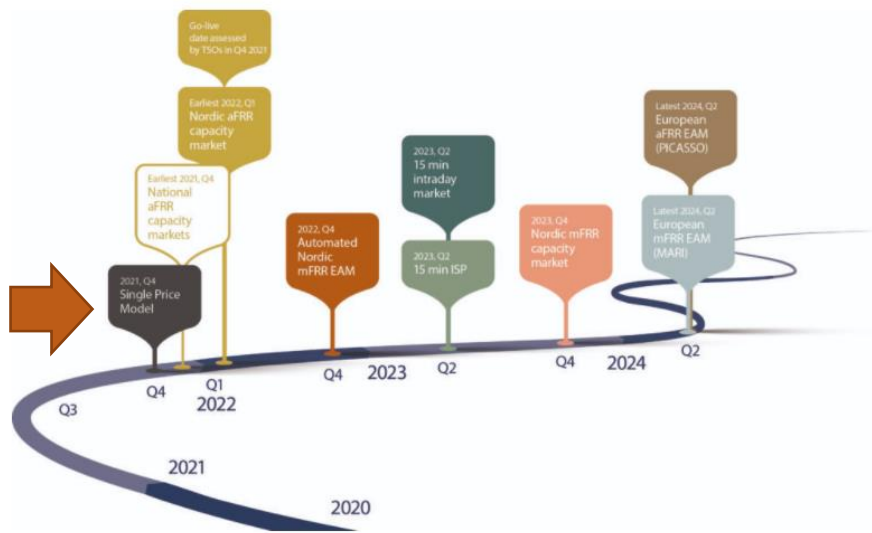 Go-live
date assessed
by TSOs in Q4 2021
Earliest 2022, Q1
Nordic aFRR
capacity
market
Earliest 2021, Q4
National
aFRR
capacity
markets
2021, Q4
Single Price
Model
2022, Q4
Automated
Nordic
mFRR EAM
2023, Q2
15 min
intraday
market
2023, Q2
15 min ISP
2023, Q4
Nordic mFRR
capacity
market
Latest 2024, Q2
European
aFRR EAM
(PICASSO)
Latest 2024, Q2
European
mFRR EAM
(MARI)
Q3
Q4
Q1
2022
Q4
2023
Q2
Q4
2024
Q2
2021
2020